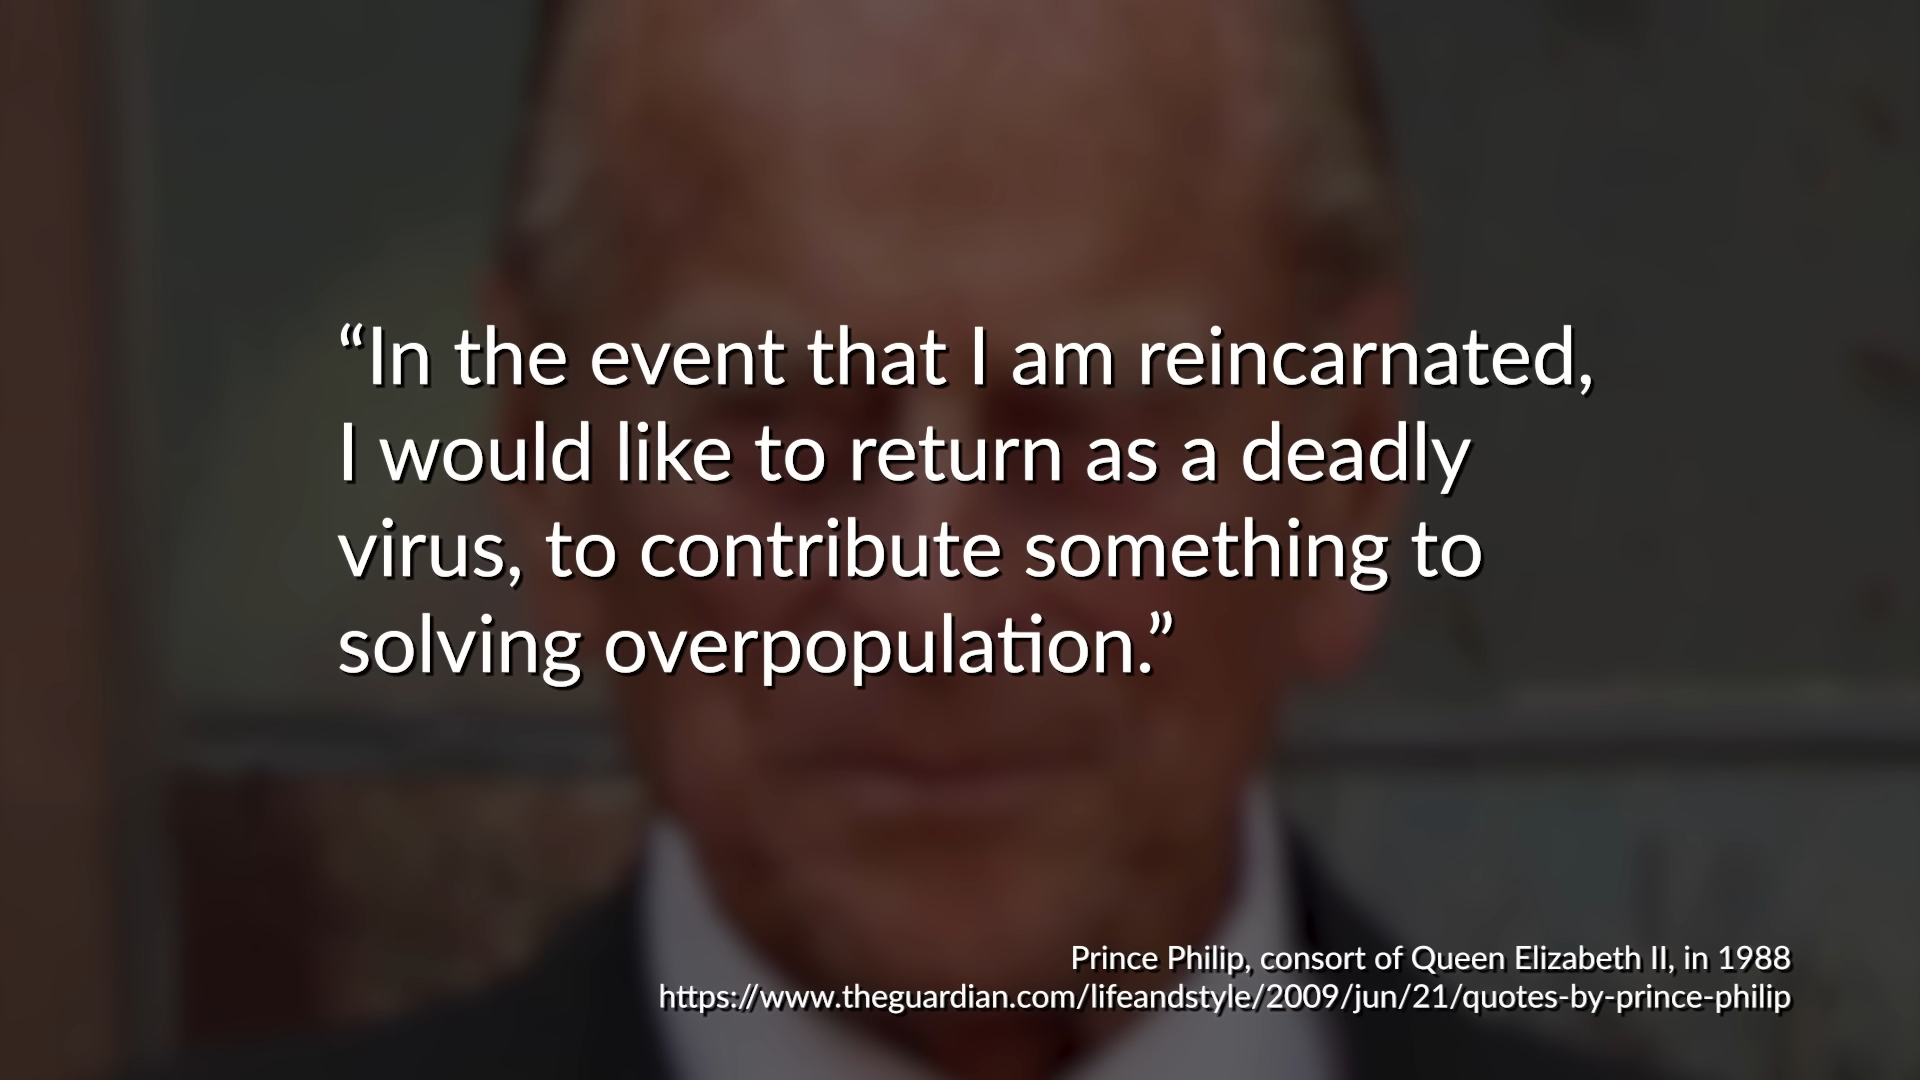 “In the event that I am reincarnated,
I would like to return as a deadly
virus, to contribute something to
solving overpopulation.”
Prince Philip, consort of Queen Elizabeth II, in 1988
https://www.theguardian.com/lifeandstyle/2009/jun/21/quotes-by-prince-philip